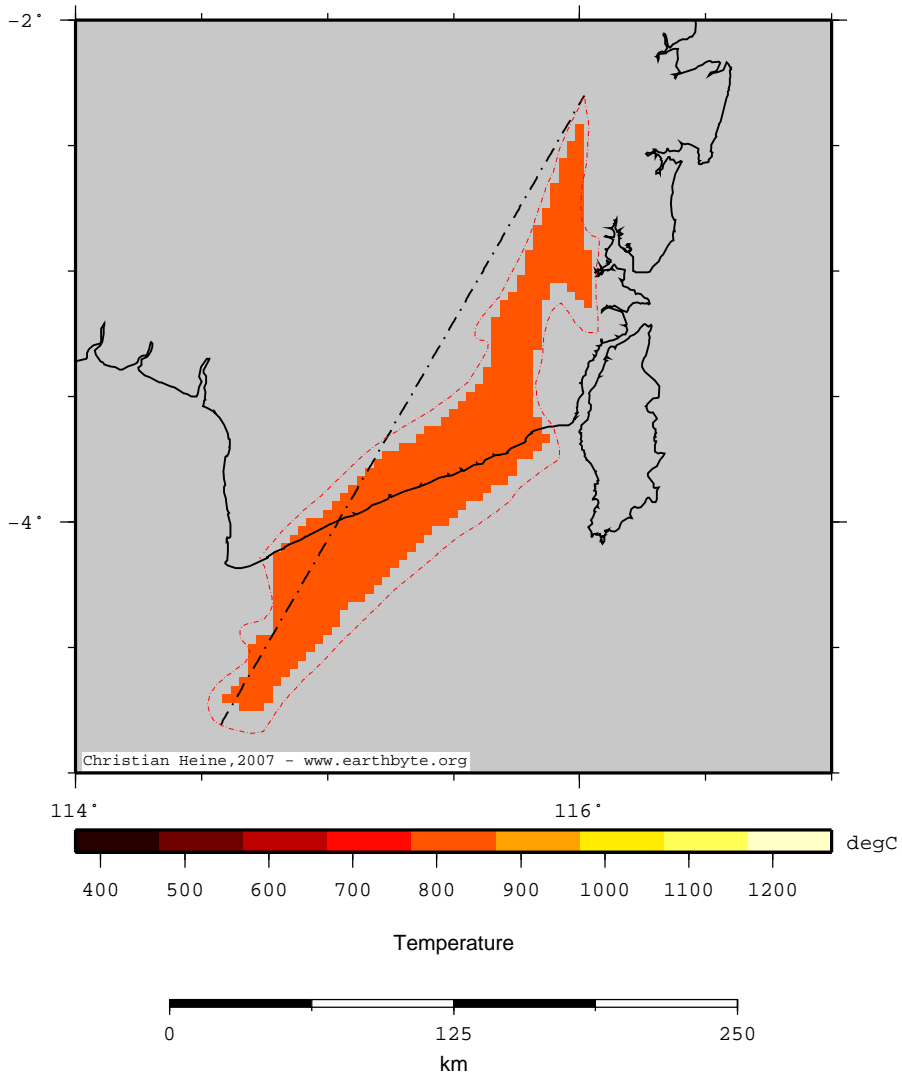 -2°
-4°
Christian Heine,2007 - www.earthbyte.org
114° 116°
degC
400 500 600 700 800 900 1000 1100 1200
Temperature
0 125 250
km